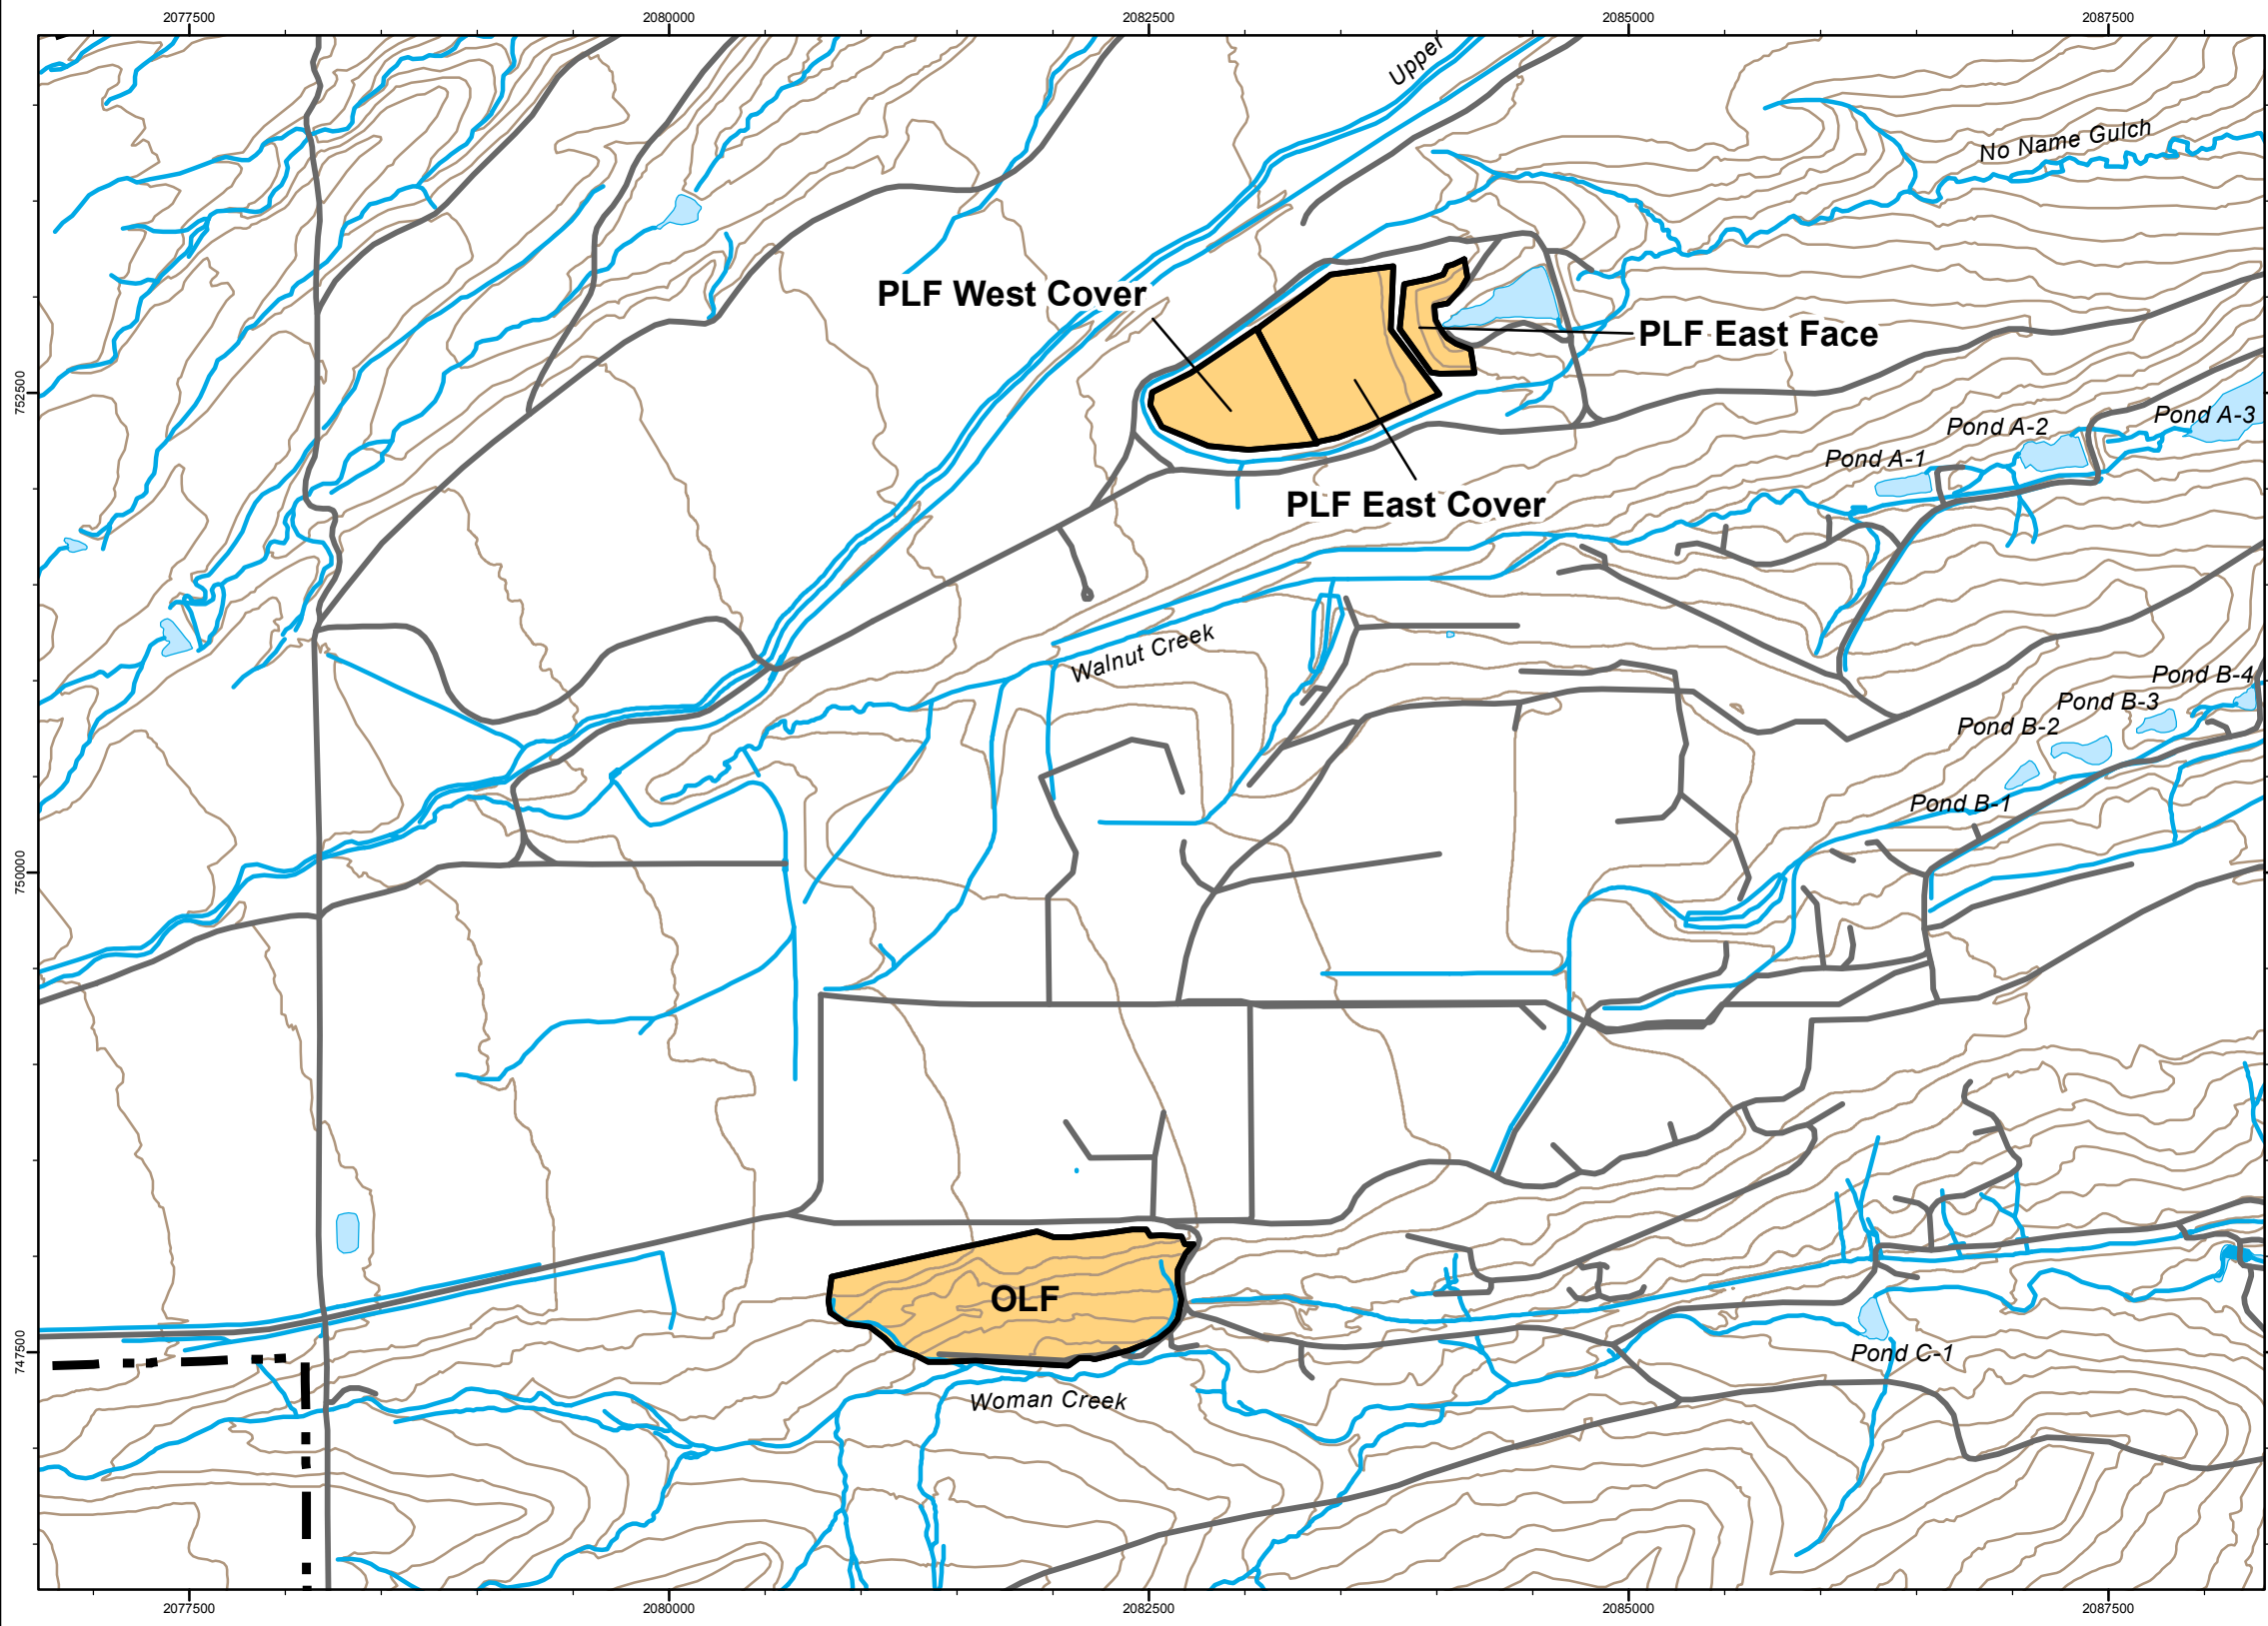 2077500
2080000
2082500
2085000
2087500
Upper
No Name Gulch
PLF West Cover
PLF East Face
752500
Pond A-3
Pond A-2
Pond A-1
PLF East Cover
Walnut Creek
Pond B-4
Pond B-3
Pond B-2
Pond B-1
750000
OLF
747500
Pond C-1
Woman Creek
2077500
2080000
2082500
2085000
2087500